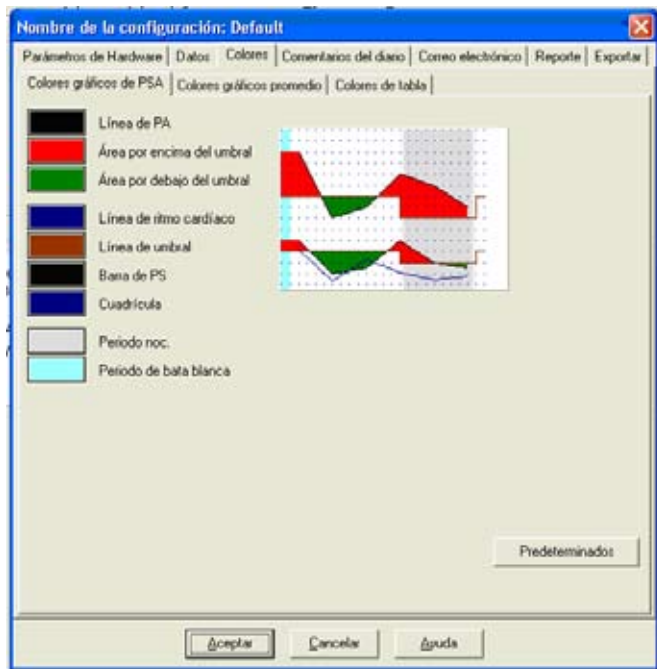 Nombre de la configuración: Default
Parámetros de Hardware Datos Colores Comentarios del diario Correo electrónico Reporte Exportar
Colores gráficos de PSA Colores gráficos promedio Colores de tabla
Línea de PA
Área por encima del umbral
Área por debajo del umbral
Línea de ritmo cardíaco
Línea de umbral
Barra de PS
Cuadrícula
Periodo noc.
Periodo de bata blanca
Predeterminados
Aceptar Cancelar Ayuda